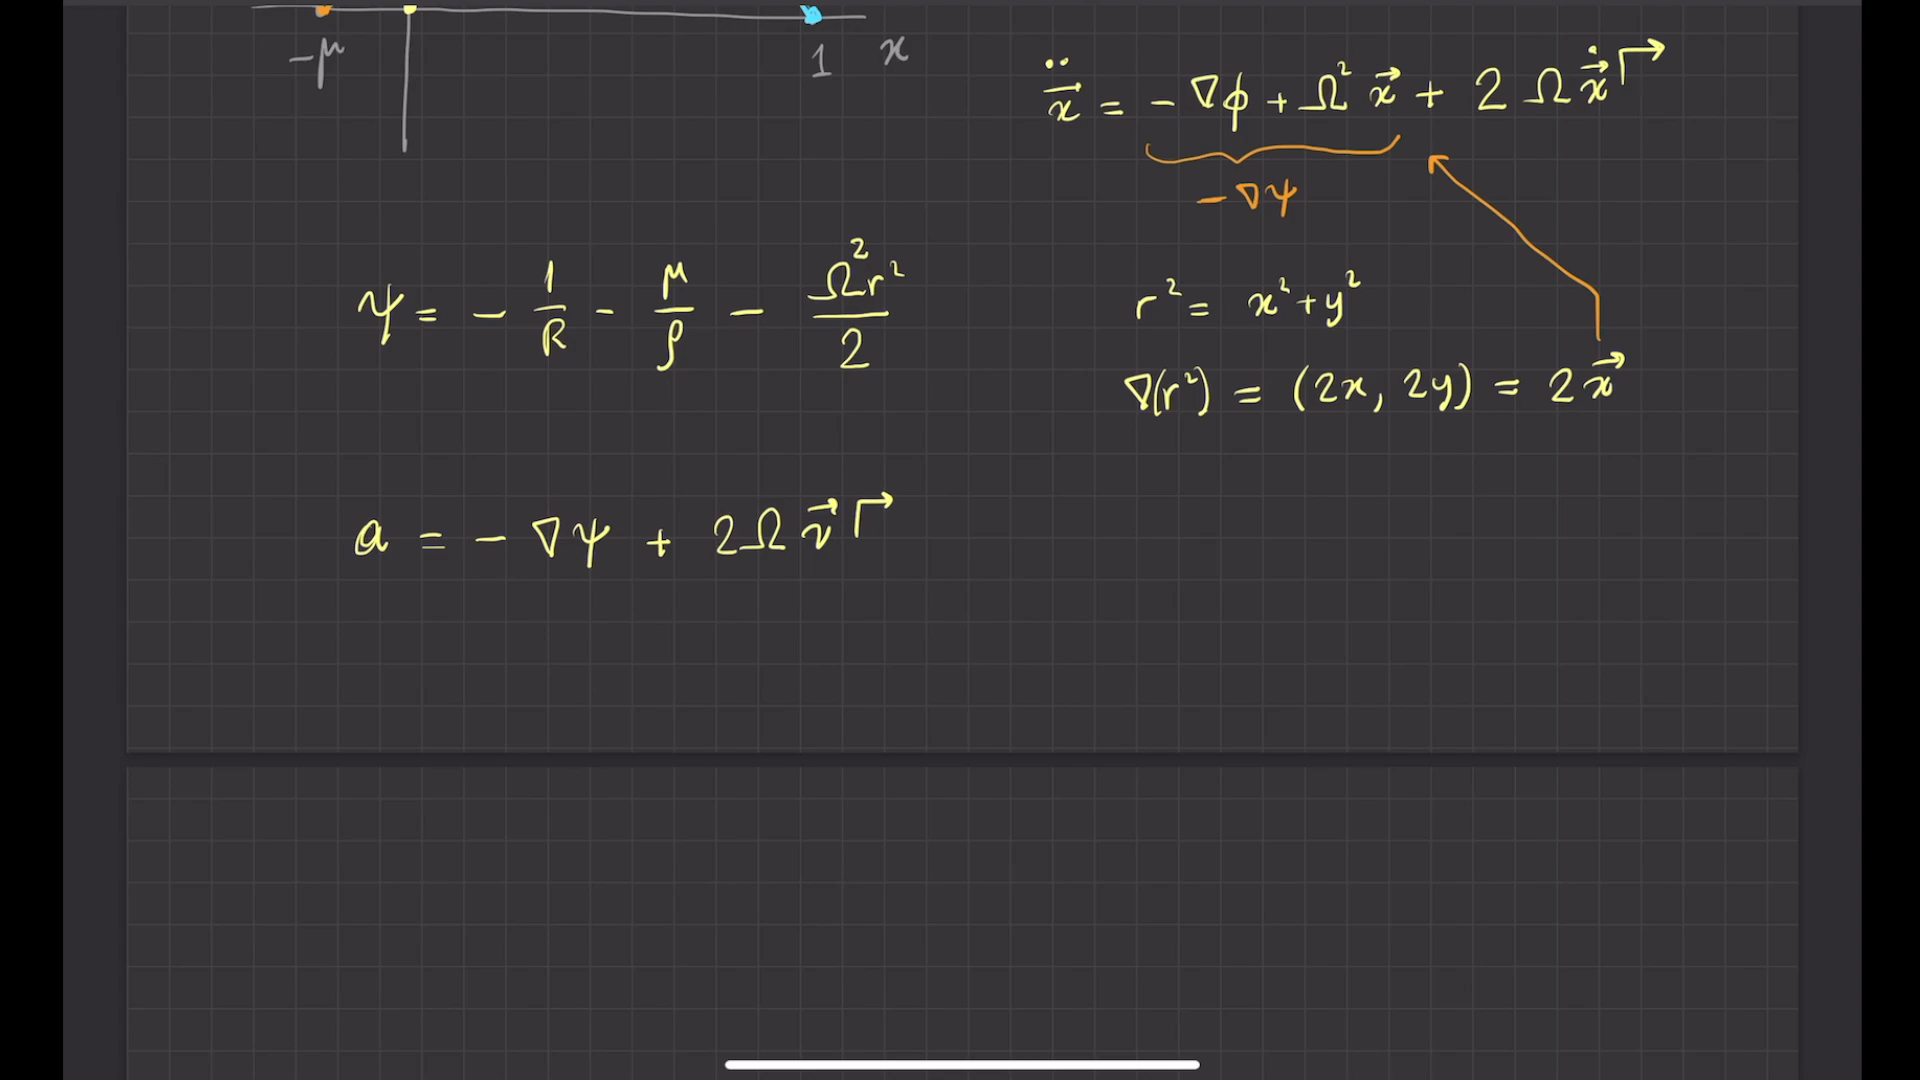 -μ 1 x
ẍ = - ∇ϕ + Ω² x⃗ + 2 Ω ẋ⃗ ↱
- ∇ψ
ψ = - 1/R - μ/ρ - Ω²r²/2
r² = x² + y²
∇(r²) = (2x, 2y) = 2x⃗
a = - ∇ψ + 2Ω v⃗ ↱